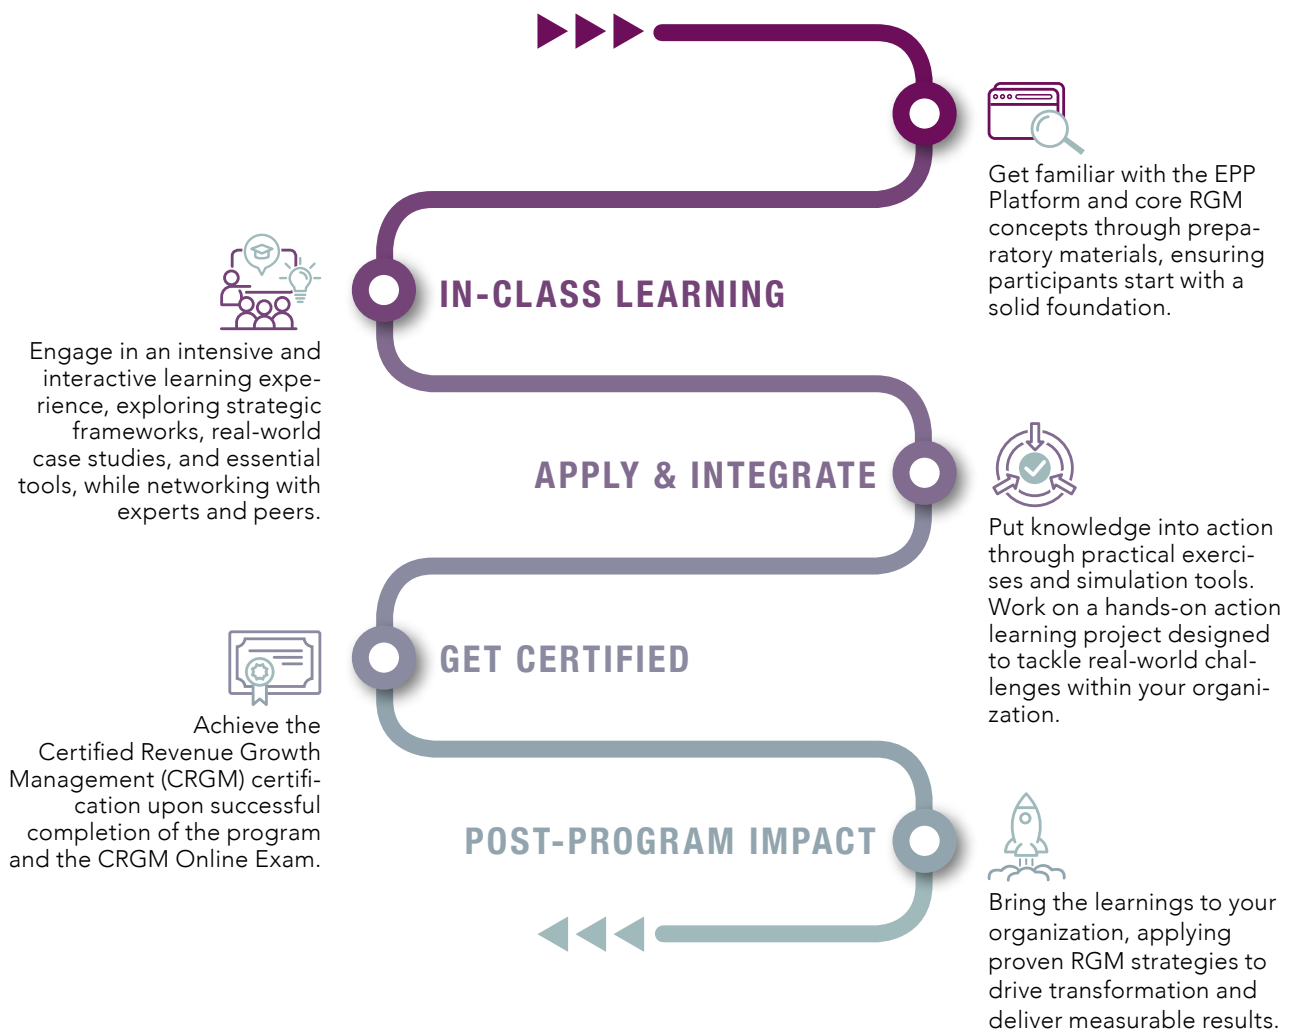 Get familiar with the EPP
Platform and core RGM
concepts through prepa-
ratory materials, ensuring
participants start with a
solid foundation.
IN-CLASS LEARNING
Engage in an intensive and
interactive learning expe-
rience, exploring strategic
frameworks, real-world
case studies, and essential
tools, while networking with
experts and peers.
APPLY & INTEGRATE
Put knowledge into action
through practical exerci-
ses and simulation tools.
Work on a hands-on action
learning project designed
to tackle real-world chal-
lenges within your organi-
zation.
GET CERTIFIED
Achieve the
Certified Revenue Growth
Management (CRGM) certifi-
cation upon successful
completion of the program
and the CRGM Online Exam.
POST-PROGRAM IMPACT
Bring the learnings to your
organization, applying
proven RGM strategies to
drive transformation and
deliver measurable results.